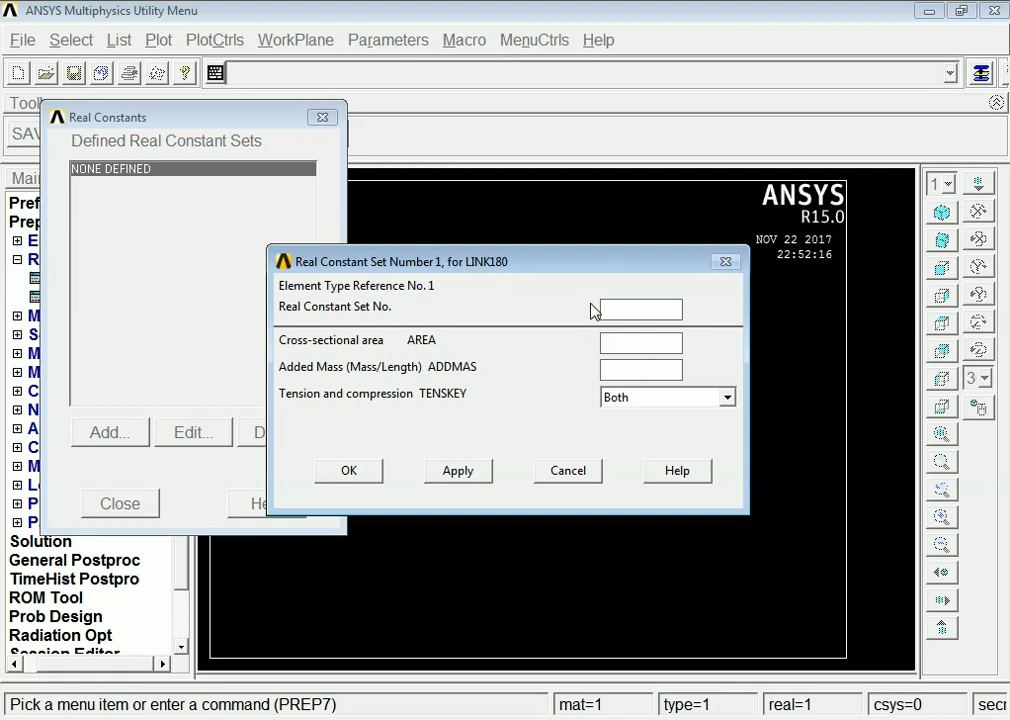 ANSYS Multiphysics Utility Menu
File Select List Plot PlotCtrls WorkPlane Parameters Macro MenuCtrls Help
Real Constants
Defined Real Constant Sets
NONE DEFINED
Add... Edit...
Close
ANSYS
R15.0
NOV 22 2017
22:52:16
1
3
Real Constant Set Number 1, for LINK180
Element Type Reference No. 1
Real Constant Set No.
Cross-sectional area AREA
Added Mass (Mass/Length) ADDMAS
Tension and compression TENSKEY Both
OK Apply Cancel Help
Solution
General Postproc
TimeHist Postpro
ROM Tool
Prob Design
Radiation Opt
Session Editor
Pick a menu item or enter a command (PREP7) mat=1 type=1 real=1 csys=0